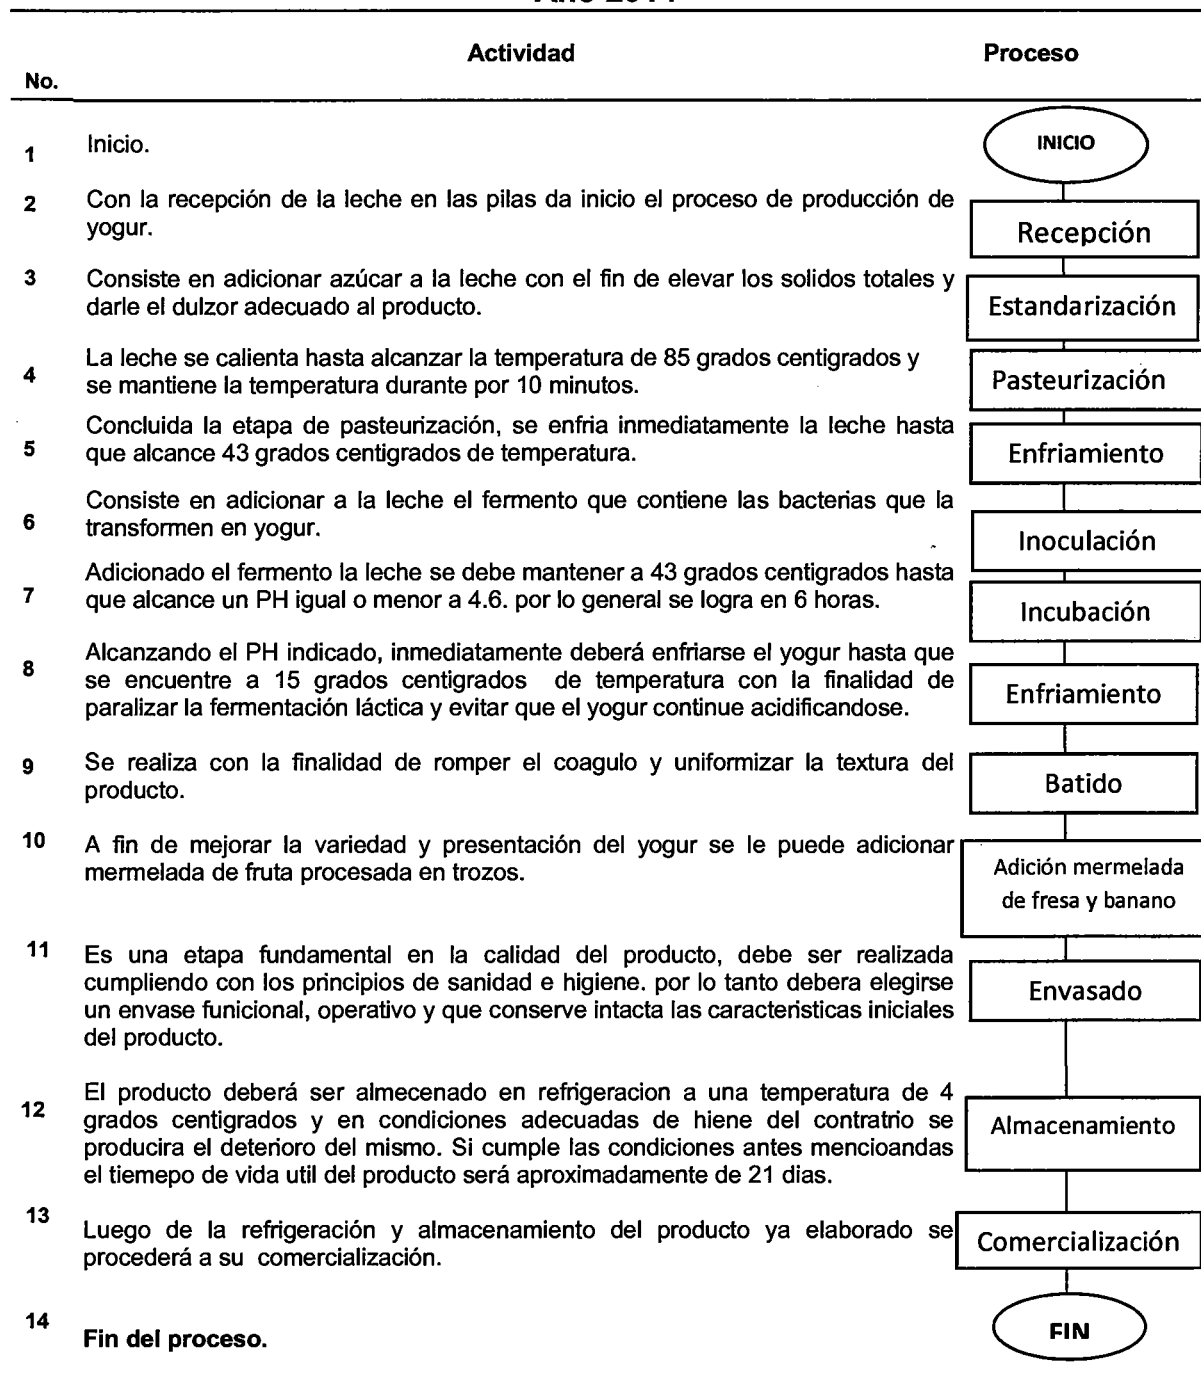 Actividad Proceso
No.
1 Inicio. INICIO
2 Con la recepción de la leche en las pilas da inicio el proceso de producción de
yogur.
Recepción
3 Consiste en adicionar azúcar a la leche con el fin de elevar los solidos totales y
darle el dulzor adecuado al producto.
Estandarización
4 La leche se calienta hasta alcanzar la temperatura de 85 grados centigrados y
se mantiene la temperatura durante por 10 minutos.
Pasteurización
5 Concluida la etapa de pasteurización, se enfria inmediatamente la leche hasta
que alcance 43 grados centigrados de temperatura.
Enfriamiento
6 Consiste en adicionar a la leche el fermento que contiene las bacterias que la
transformen en yogur.
Inoculación
7 Adicionado el fermento la leche se debe mantener a 43 grados centigrados hasta
que alcance un PH igual o menor a 4.6. por lo general se logra en 6 horas.
Incubación
8 Alcanzando el PH indicado, inmediatamente deberá enfriarse el yogur hasta que
se encuentre a 15 grados centigrados de temperatura con la finalidad de
paralizar la fermentación láctica y evitar que el yogur continue acidificandose.
Enfriamiento
9 Se realiza con la finalidad de romper el coagulo y uniformizar la textura del
producto.
Batido
10 A fin de mejorar la variedad y presentación del yogur se le puede adicionar
mermelada de fruta procesada en trozos.
Adición mermelada
de fresa y banano
11 Es una etapa fundamental en la calidad del producto, debe ser realizada
cumpliendo con los principios de sanidad e higiene. por lo tanto debera elegirse
un envase funicional, operativo y que conserve intacta las caracteristicas iniciales
del producto.
Envasado
12 El producto deberá ser almecenado en refrigeracion a una temperatura de 4
grados centigrados y en condiciones adecuadas de hiene del contratrio se
producira el deterioro del mismo. Si cumple las condiciones antes mencioandas
el tiemepo de vida util del producto será aproximadamente de 21 dias.
Almacenamiento
13 Luego de la refrigeración y almacenamiento del producto ya elaborado se
procederá a su comercialización.
Comercialización
14 Fin del proceso.
FIN